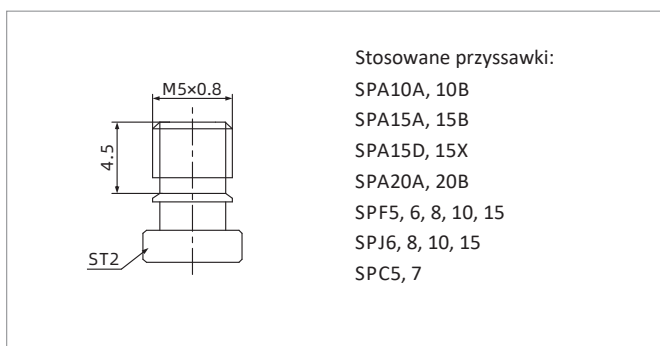 M5×0.8
4.5
ST2
Stosowane przyssawki:
SPA10A, 10B
SPA15A, 15B
SPA15D, 15X
SPA20A, 20B
SPF5, 6, 8, 10, 15
SPJ6, 8, 10, 15
SPC5, 7